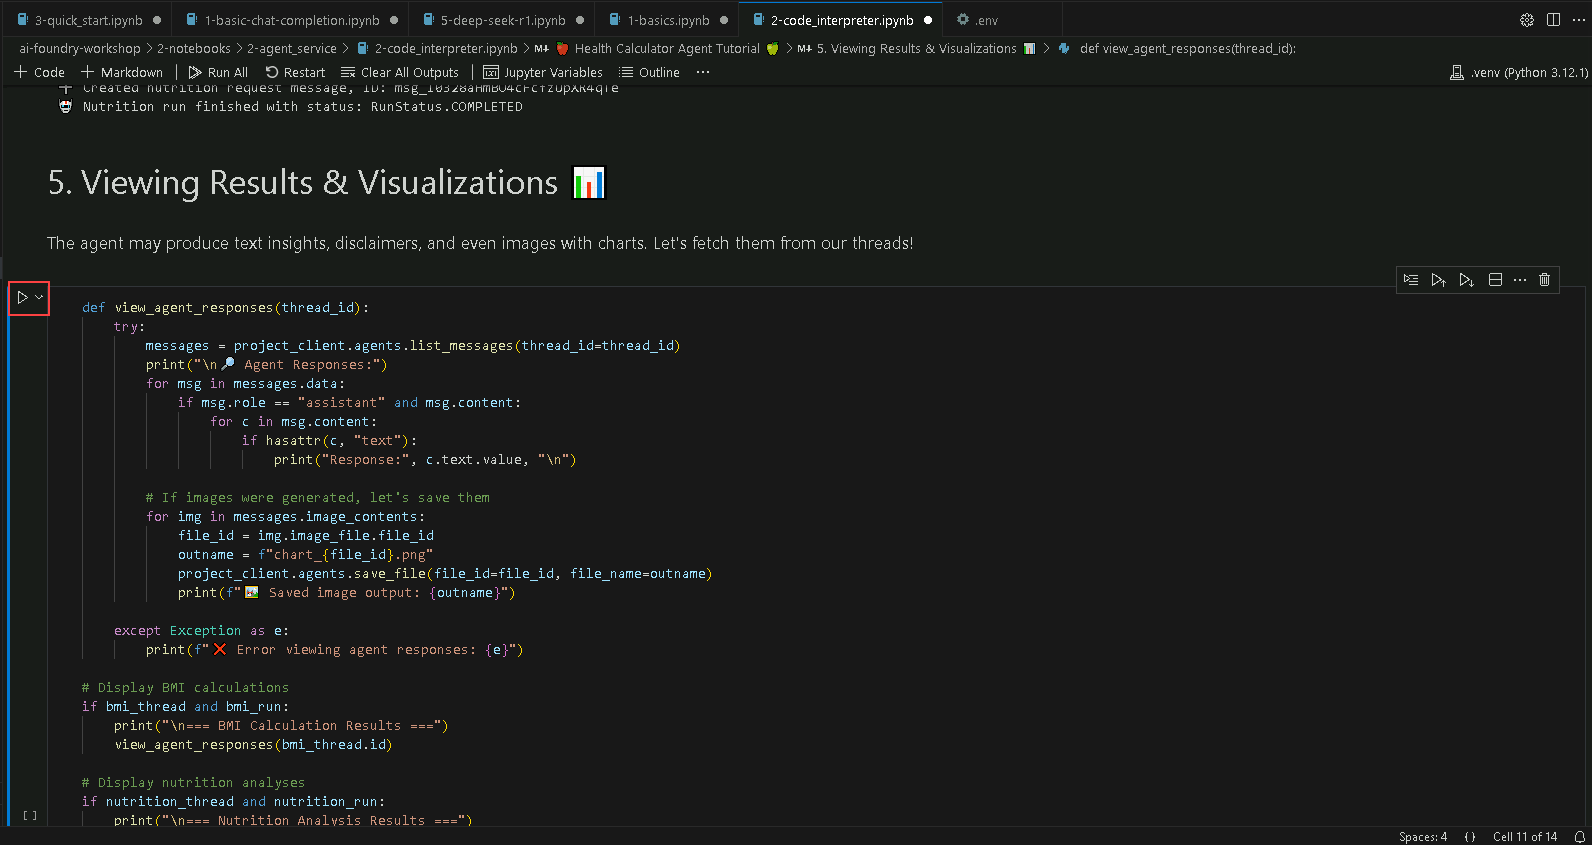 3-quick_start.ipynb
1-basic-chat-completion.ipynb
5-deep-seek-r1.ipynb
1-basics.ipynb
2-code_interpreter.ipynb
.env
ai-foundry-workshop > 2-notebooks > 2-agent_service > 2-code_interpreter.ipynb > M↓ 🍎 Health Calculator Agent Tutorial 🍏 > M↓ 5. Viewing Results & Visualizations 📊 > def view_agent_responses(thread_id):
+ Code + Markdown | Run All Restart Clear All Outputs | Jupyter Variables Outline ···
.venv (Python 3.12.1)
Nutrition run finished with status: RunStatus.COMPLETED
5. Viewing Results & Visualizations 📊
The agent may produce text insights, disclaimers, and even images with charts. Let's fetch them from our threads!
def view_agent_responses(thread_id):
try:
messages = project_client.agents.list_messages(thread_id=thread_id)
print("\n🔎 Agent Responses:")
for msg in messages.data:
if msg.role == "assistant" and msg.content:
for c in msg.content:
if hasattr(c, "text"):
print("Response:", c.text.value, "\n")
# If images were generated, let's save them
for img in messages.image_contents:
file_id = img.image_file.file_id
outname = f"chart_{file_id}.png"
project_client.agents.save_file(file_id=file_id, file_name=outname)
print(f"🖼️ Saved image output: {outname}")
except Exception as e:
print(f"❌ Error viewing agent responses: {e}")
# Display BMI calculations
if bmi_thread and bmi_run:
print("\n=== BMI Calculation Results ===")
view_agent_responses(bmi_thread.id)
# Display nutrition analyses
if nutrition_thread and nutrition_run:
[ ]
print("\n=== Nutrition Analysis Results ===")
Spaces: 4 {} Cell 11 of 14